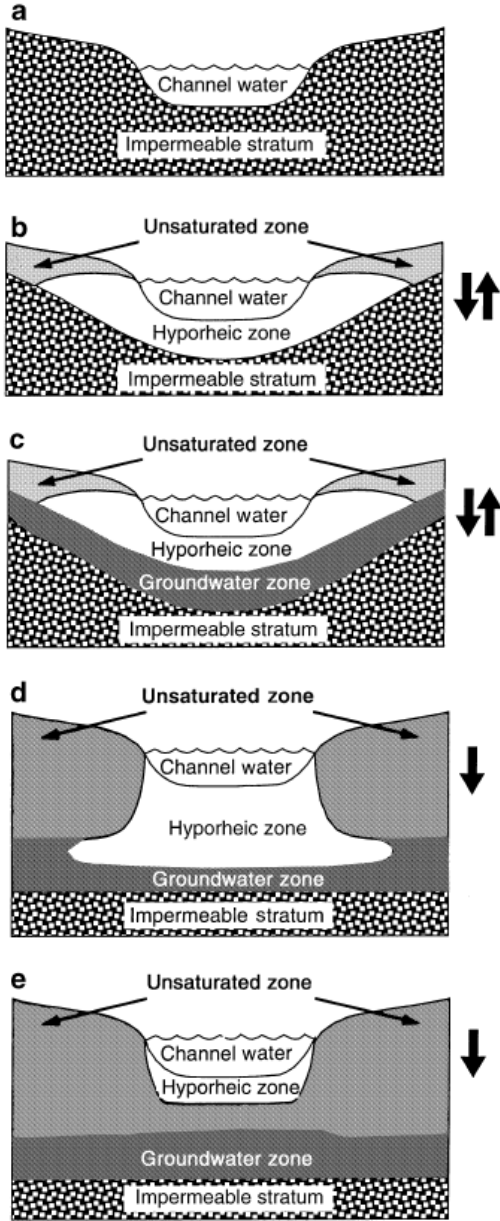 a
Channel water
Impermeable stratum
b
Unsaturated zone
Channel water
Hyporheic zone
Impermeable stratum
c
Unsaturated zone
Channel water
Hyporheic zone
Groundwater zone
Impermeable stratum
d
Unsaturated zone
Channel water
Hyporheic zone
Groundwater zone
Impermeable stratum
e
Unsaturated zone
Channel water
Hyporheic zone
Groundwater zone
Impermeable stratum